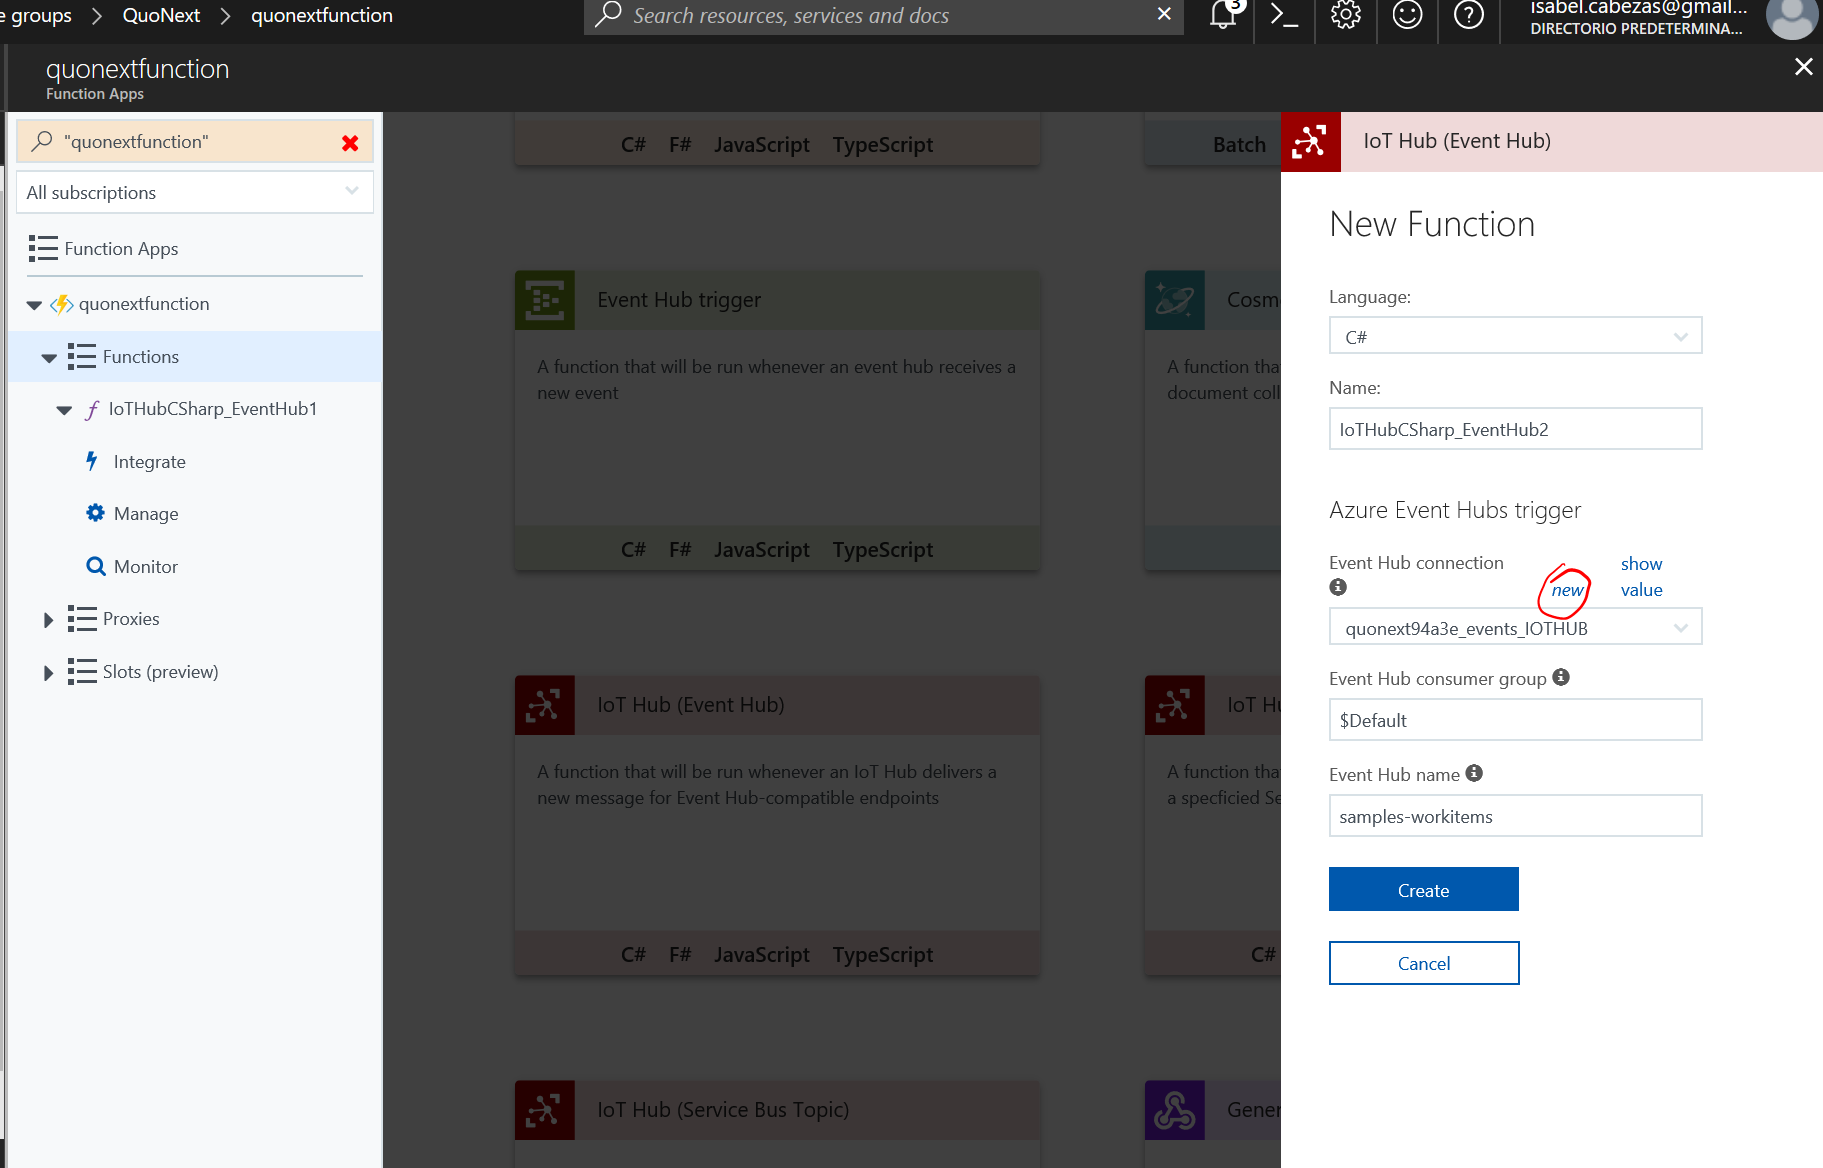 e groups > QuoNext > quonextfunction
Search resources, services and docs
3
isabel.cabezas@gmail...
DIRECTORIO PREDETERMINA...
quonextfunction
Function Apps
"quonextfunction"
All subscriptions
Function Apps
quonextfunction
Functions
IoTHubCSharp_EventHub1
Integrate
Manage
Monitor
Proxies
Slots (preview)
C# F# JavaScript TypeScript
Batch
Event Hub trigger
A function that will be run whenever an event hub receives a
new event
C# F# JavaScript TypeScript
Cosm
A function tha
document coll
IoT Hub (Event Hub)
A function that will be run whenever an IoT Hub delivers a
new message for Event Hub-compatible endpoints
C# F# JavaScript TypeScript
IoT Hu
A function tha
a specficied Se
C#
IoT Hub (Service Bus Topic)
Gener
IoT Hub (Event Hub)
New Function
Language:
C#
Name:
IoTHubCSharp_EventHub2
Azure Event Hubs trigger
Event Hub connection
new
show
value
quonext94a3e_events_IOTHUB
Event Hub consumer group
$Default
Event Hub name
samples-workitems
Create
Cancel